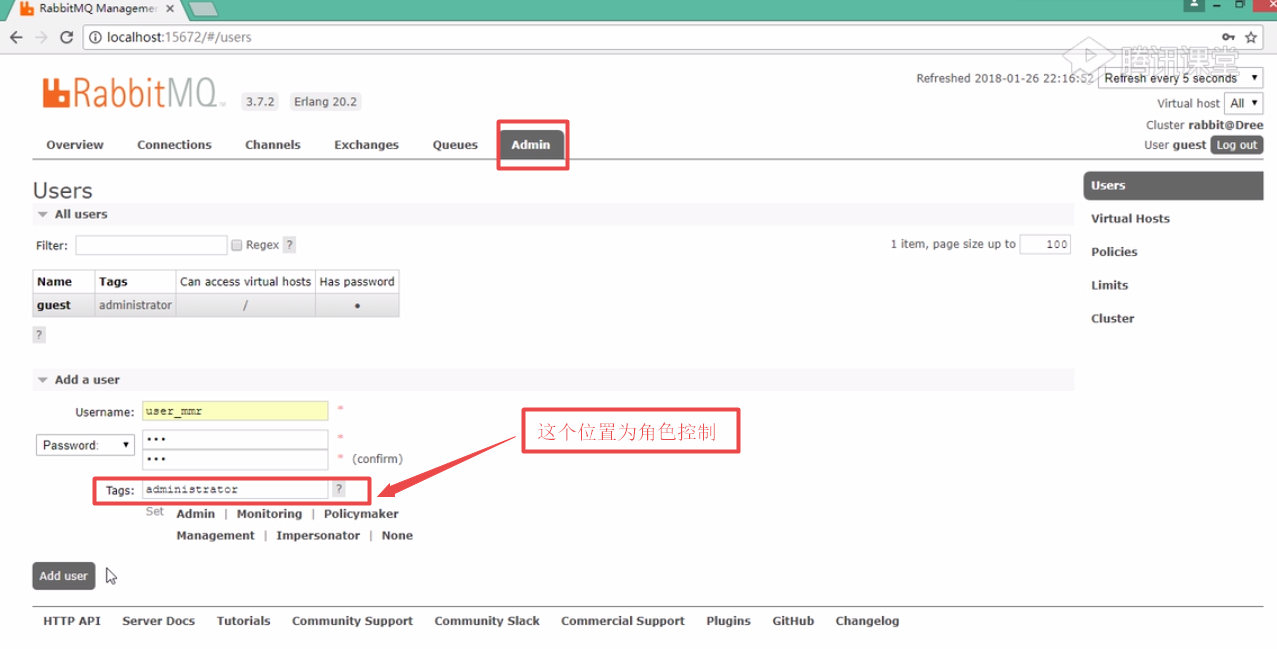 RabbitMQ Managemen
localhost:15672/#/users
腾讯课堂
RabbitMQ
3.7.2 Erlang 20.2
Refreshed 2018-01-26 22:16:52 Refresh every 5 seconds
Virtual host All
Cluster rabbit@Dree
User guest Log out
Overview Connections Channels Exchanges Queues Admin
Users
All users
Filter: Regex ?
1 item, page size up to 100
Name Tags Can access virtual hosts Has password
guest administrator / •
?
Add a user
Username: user_mmr *
Password: ••• *
••• * (confirm)
Tags: administrator ?
Set Admin | Monitoring | Policymaker
Management | Impersonator | None
这个位置为角色控制
Add user
Users
Virtual Hosts
Policies
Limits
Cluster
HTTP API Server Docs Tutorials Community Support Community Slack Commercial Support Plugins GitHub Changelog